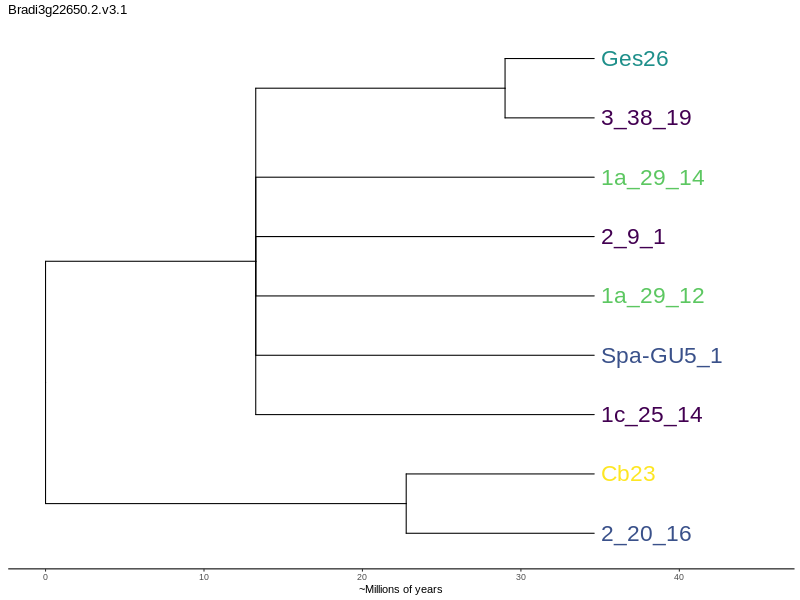 Bradi3g22650.2.v3.1
Ges26
3_38_19
1a_29_14
2_9_1
1a_29_12
Spa-GU5_1
1c_25_14
Cb23
2_20_16
0 10 20 30 40
~Millions of years